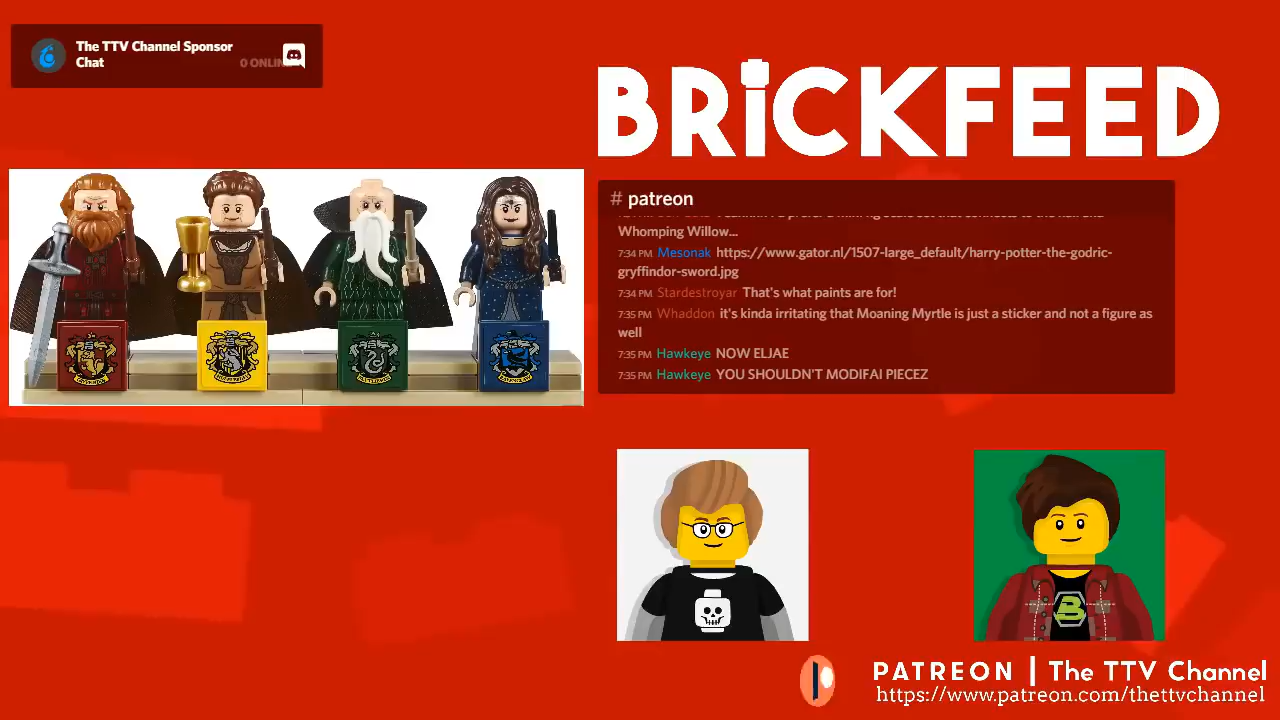 The TTV Channel Sponsor
Chat
BRICKFEED
# patreon
Whomping Willow...
7:34 PM Mesonak https://www.gator.nl/1507-large_default/harry-potter-the-godric-
gryffindor-sword.jpg
7:34 PM Stardestroyar That's what paints are for!
7:35 PM Whaddon it's kinda irritating that Moaning Myrtle is just a sticker and not a figure as
well
7:35 PM Hawkeye NOW ELJAE
7:35 PM Hawkeye YOU SHOULDN'T MODIFAI PIECEZ
B
PATREON | The TTV Channel
https://www.patreon.com/thettvchannel